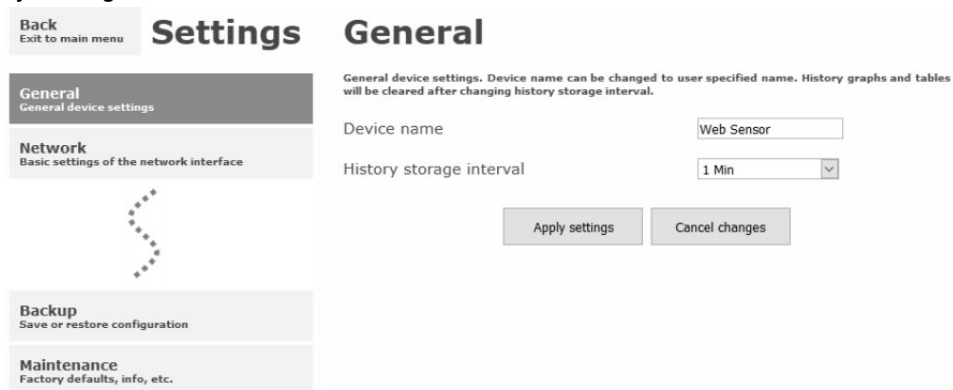 Back
Exit to main menu
Settings
General
General device settings
Network
Basic settings of the network interface
Backup
Save or restore configuration
Maintenance
Factory defaults, info, etc.
General
General device settings. Device name can be changed to user specified name. History graphs and tables
will be cleared after changing history storage interval.
Device name
Web Sensor
History storage interval
1 Min
Apply settings
Cancel changes